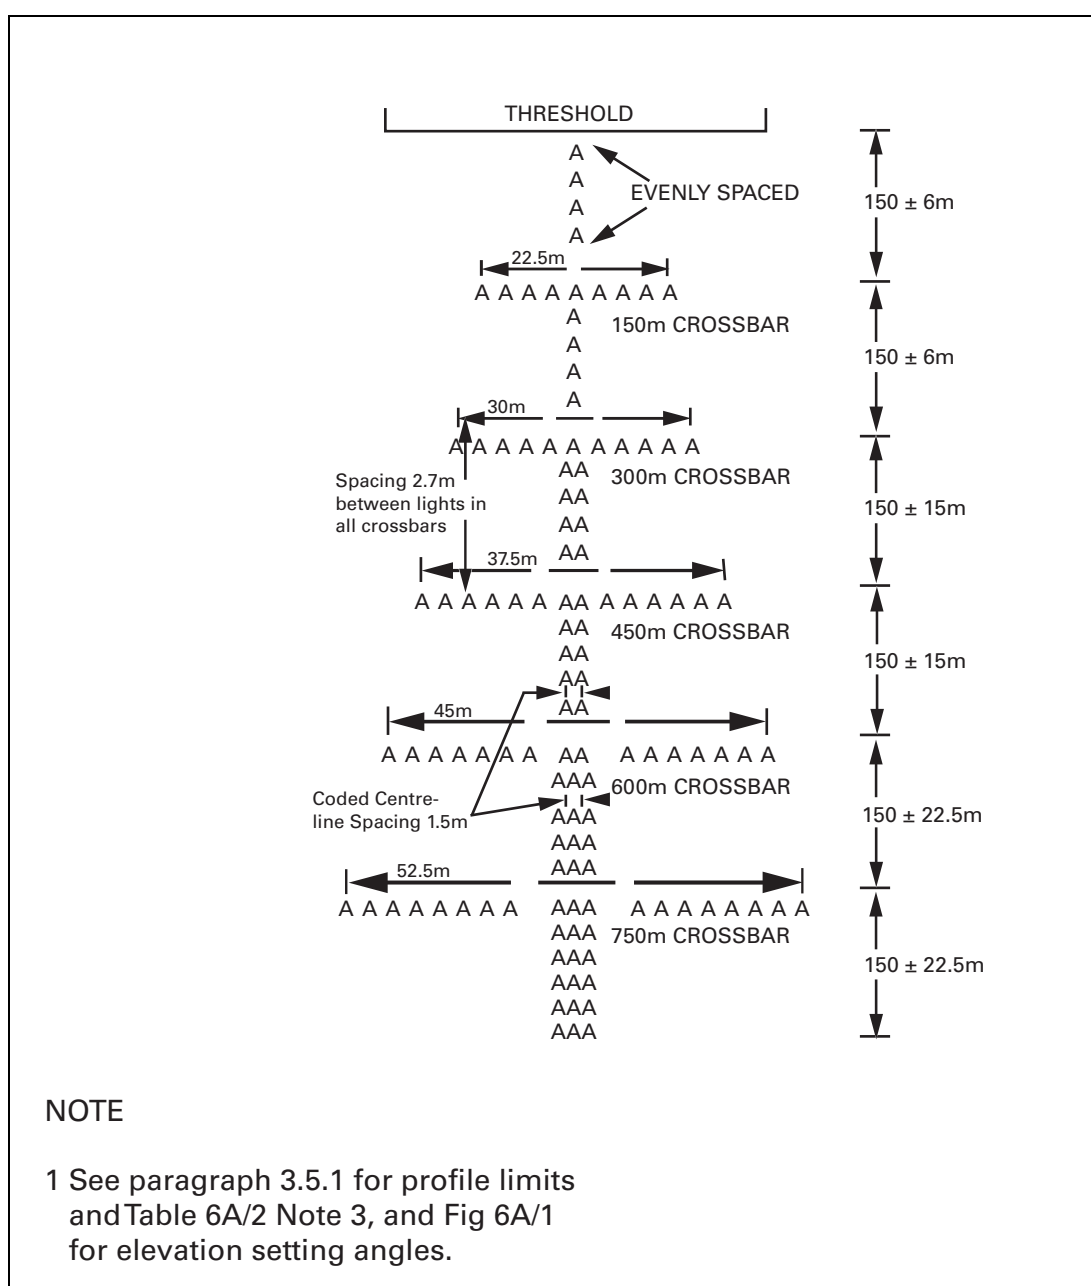 THRESHOLD
A
A
EVENLY SPACED
150 ± 6m
A
A
22.5m
A A A A A A A A A
A
150m CROSSBAR
A
150 ± 6m
A
A
30m
A A A A A A A A A A A
AA
300m CROSSBAR
Spacing 2.7m
between lights in
all crossbars
AA
150 ± 15m
AA
AA
37.5m
A A A A A A AA A A A A A A
AA
450m CROSSBAR
AA
150 ± 15m
AA
AA
45m
A A A A A A A AA A A A A A A A
AAA
600m CROSSBAR
Coded Centre-
line Spacing 1.5m
AAA
150 ± 22.5m
AAA
AAA
52.5m
A A A A A A A A AAA A A A A A A A A
AAA
750m CROSSBAR
AAA
150 ± 22.5m
AAA
AAA
AAA
NOTE
1 See paragraph 3.5.1 for profile limits
and Table 6A/2 Note 3, and Fig 6A/1
for elevation setting angles.